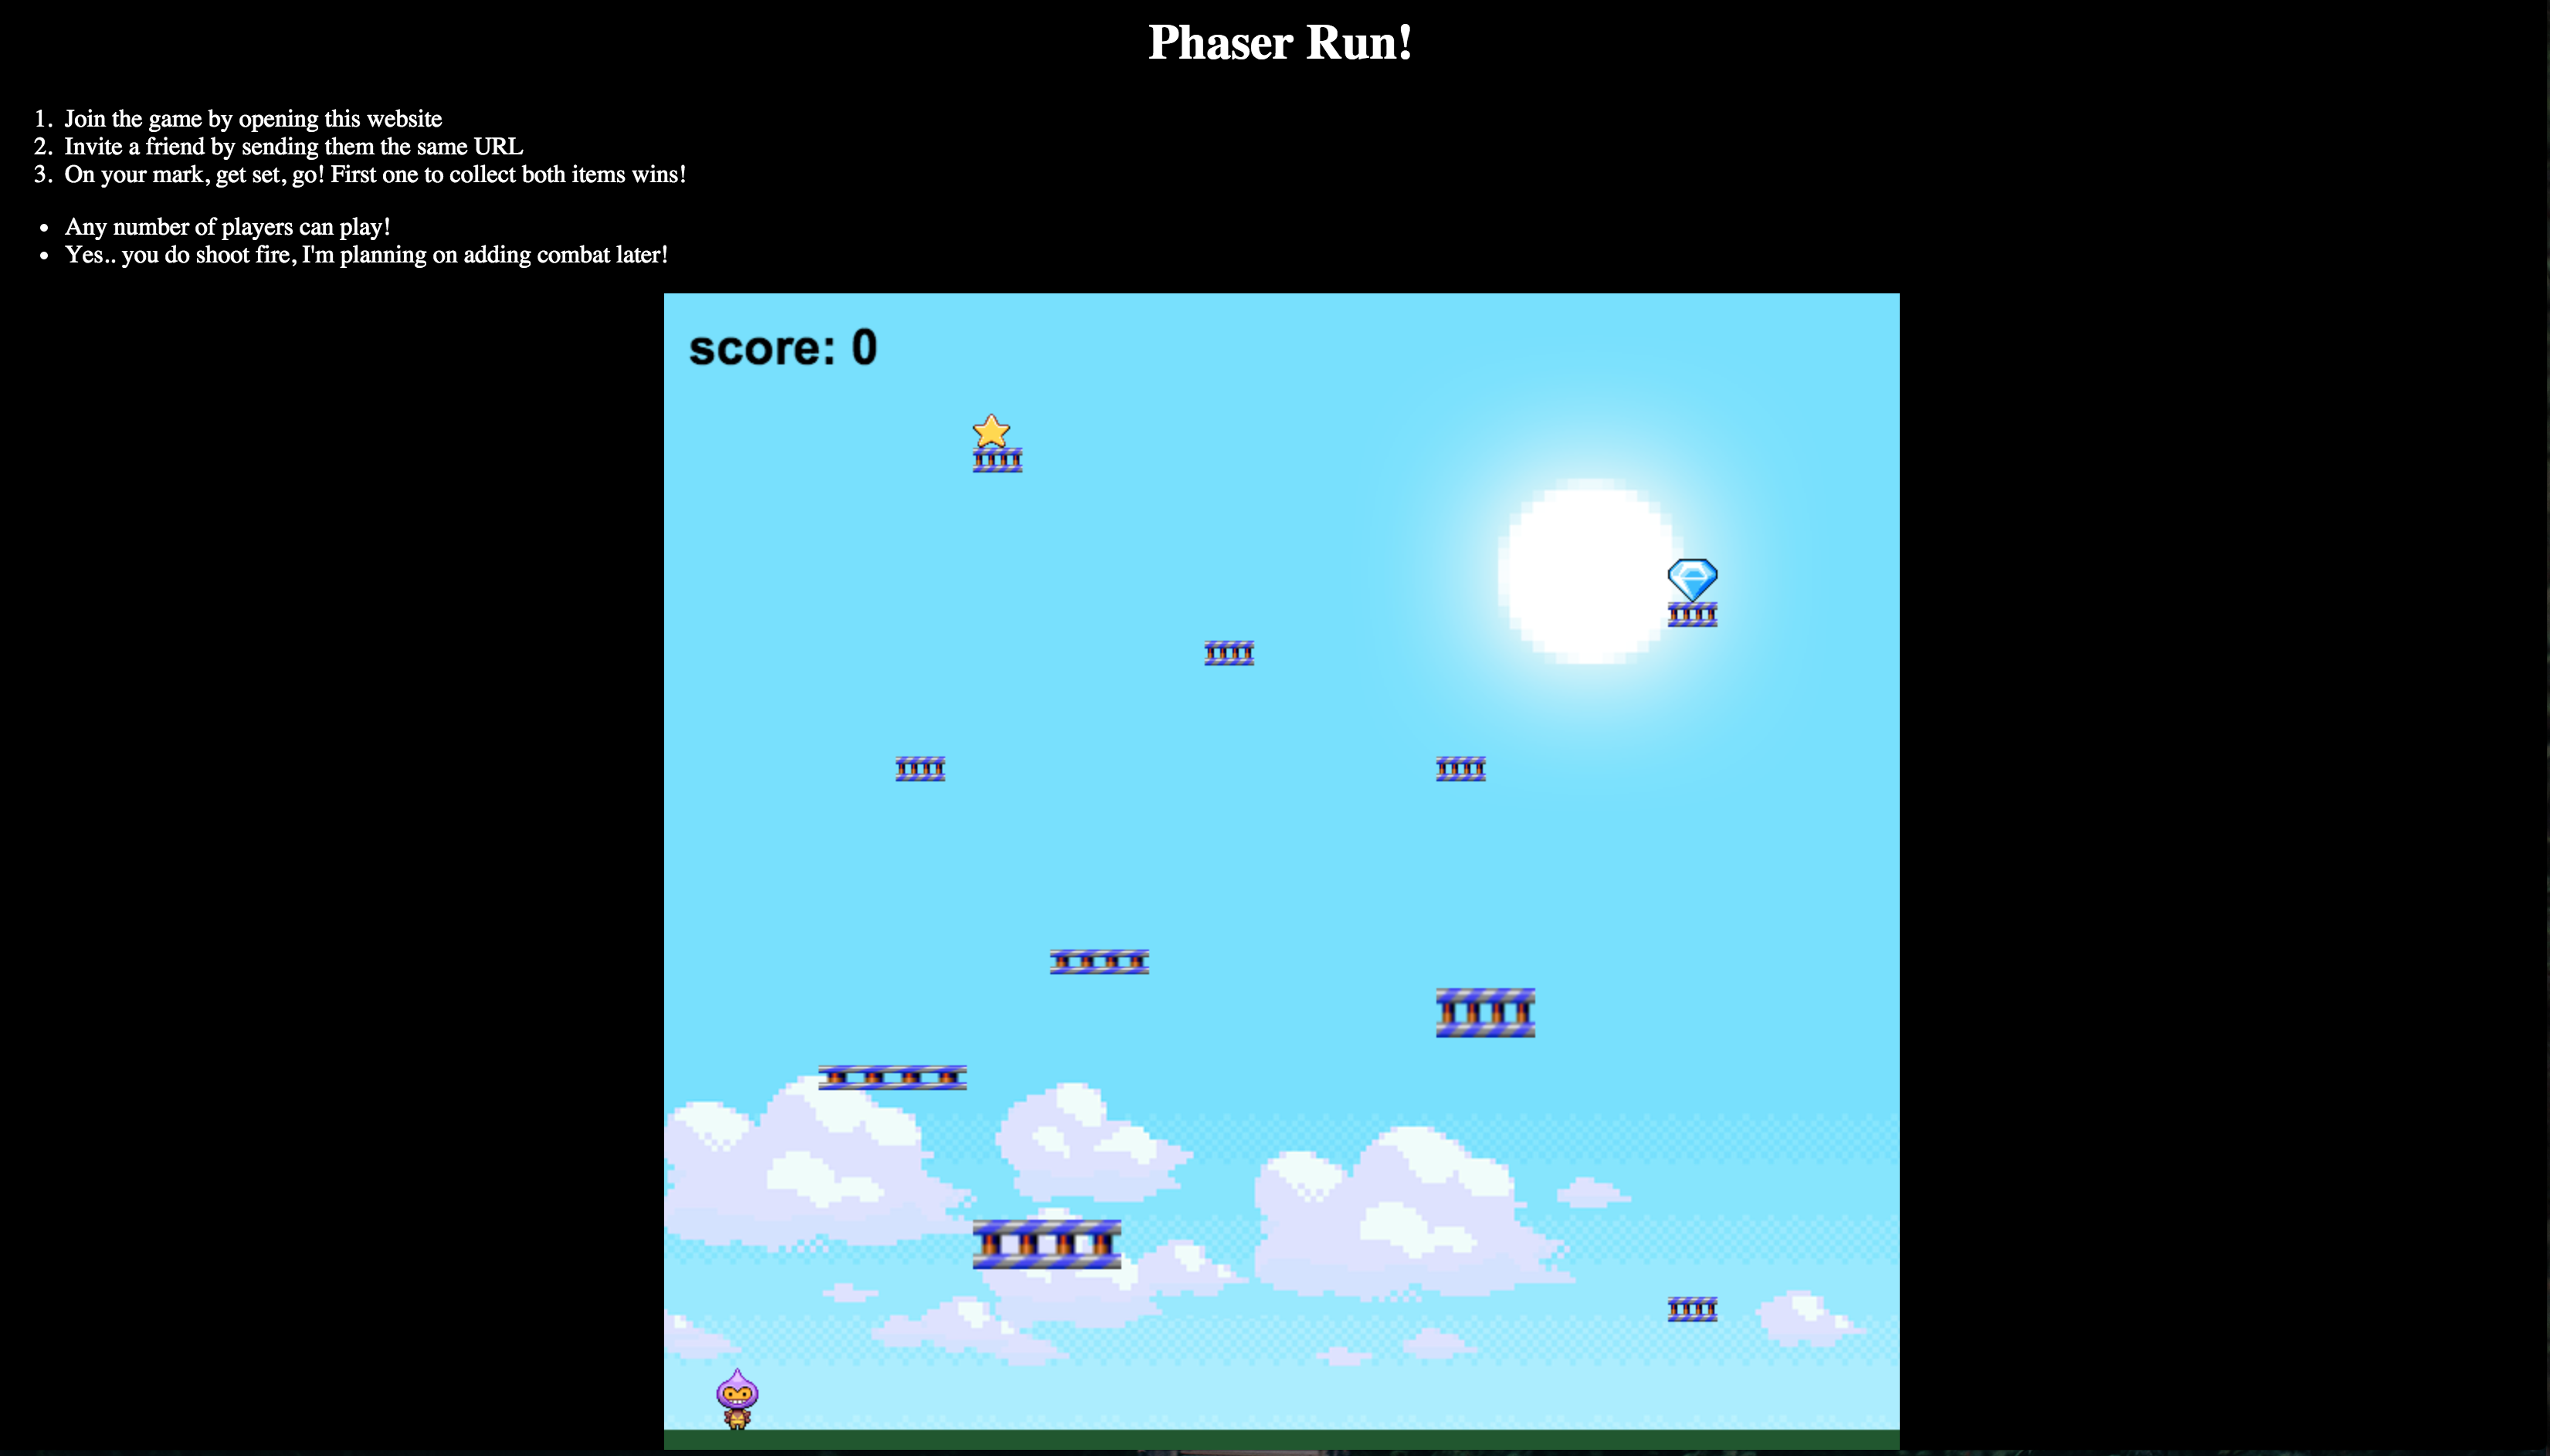 Phaser Run!
1. Join the game by opening this website
2. Invite a friend by sending them the same URL
3. On your mark, get set, go! First one to collect both items wins!
• Any number of players can play!
• Yes.. you do shoot fire, I'm planning on adding combat later!
score: 0